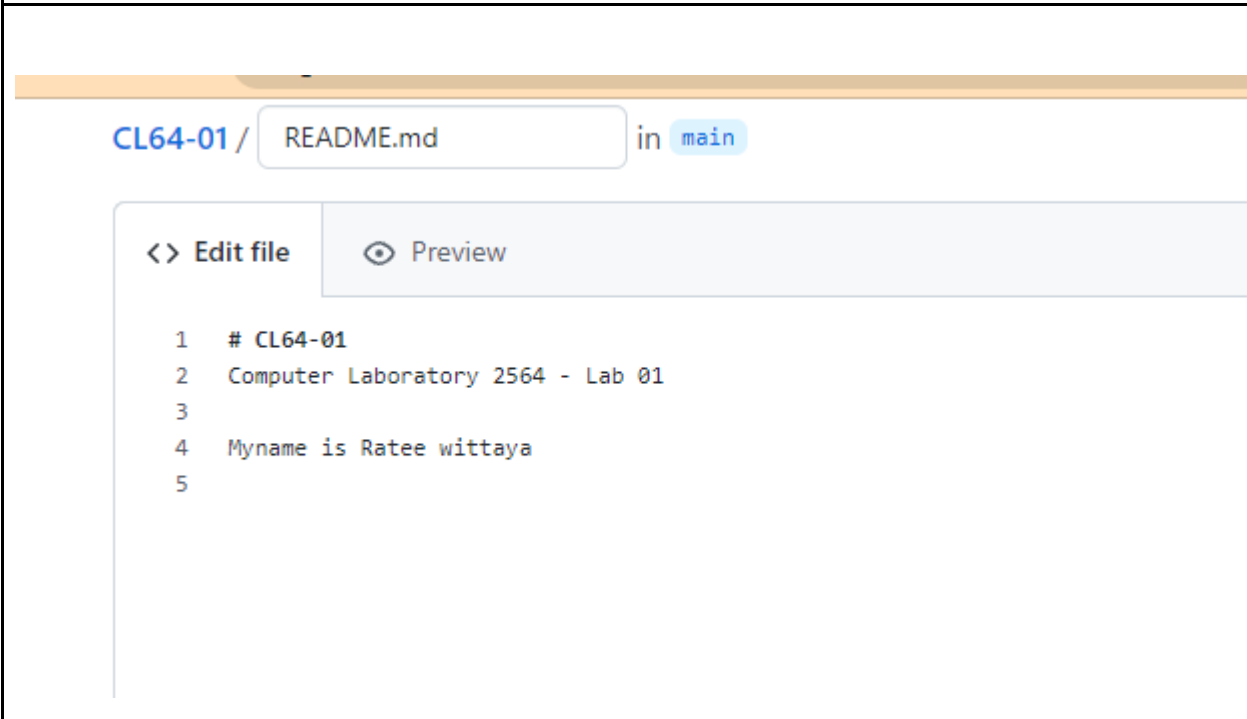 CL64-01 / README.md in main
<> Edit file Preview
1 # CL64-01
2 Computer Laboratory 2564 - Lab 01
3
4 Myname is Ratee wittaya
5